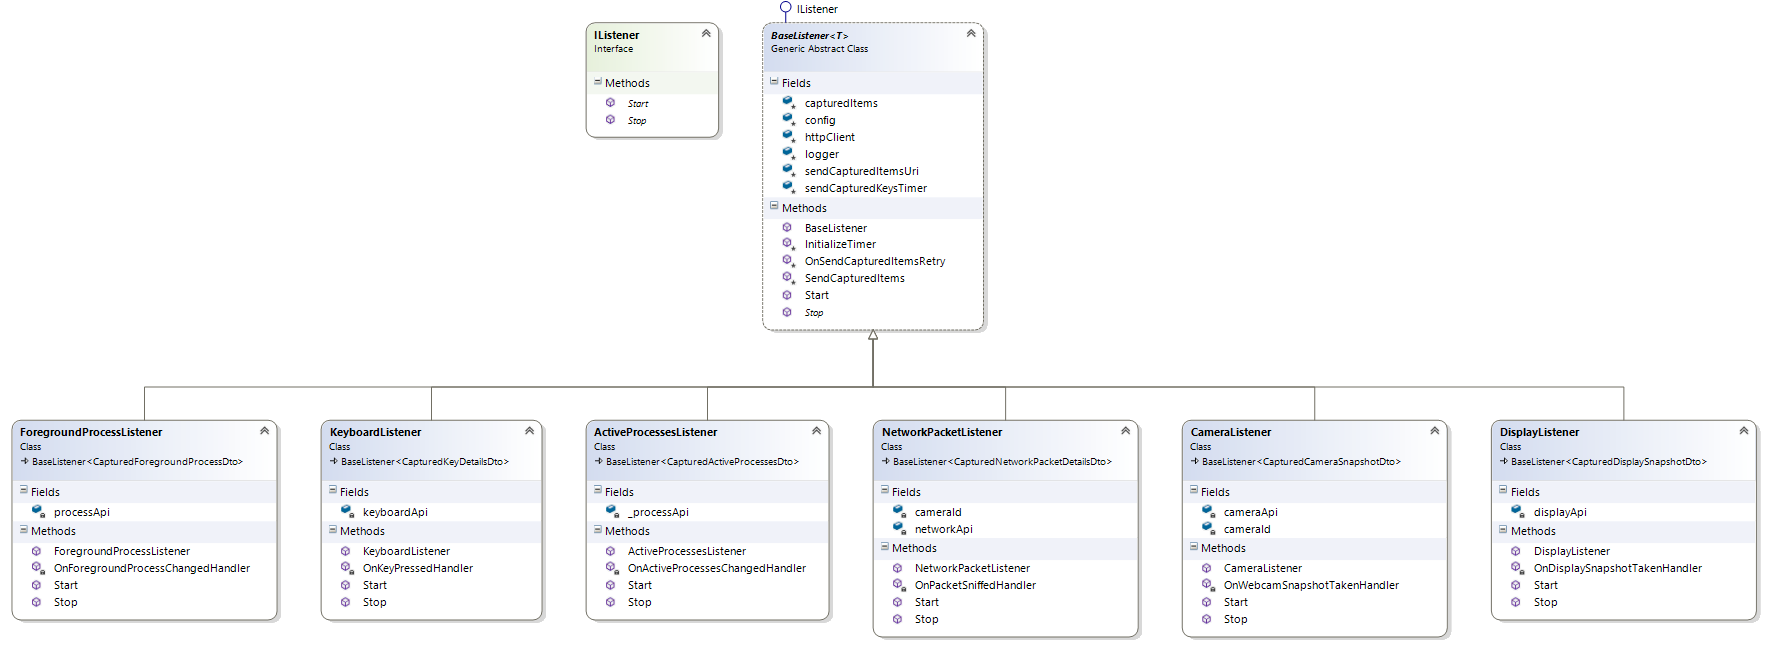 IListener
IListener
Interface
Methods
Start
Stop
BaseListener<T>
Generic Abstract Class
Fields
capturedItems
config
httpClient
logger
sendCapturedItemsUri
sendCapturedKeysTimer
Methods
BaseListener
InitializeTimer
OnSendCapturedItemsRetry
SendCapturedItems
Start
Stop
ForegroundProcessListener
Class
BaseListener<CapturedForegroundProcessDto>
Fields
processApi
Methods
ForegroundProcessListener
OnForegroundProcessChangedHandler
Start
Stop
KeyboardListener
Class
BaseListener<CapturedKeyDetailsDto>
Fields
keyboardApi
Methods
KeyboardListener
OnKeyPressedHandler
Start
Stop
ActiveProcessesListener
Class
BaseListener<CapturedActiveProcessesDto>
Fields
_processApi
Methods
ActiveProcessesListener
OnActiveProcessesChangedHandler
Start
Stop
NetworkPacketListener
Class
BaseListener<CapturedNetworkPacketDetailsDto>
Fields
cameraId
networkApi
Methods
NetworkPacketListener
OnPacketSniffedHandler
Start
Stop
CameraListener
Class
BaseListener<CapturedCameraSnapshotDto>
Fields
cameraApi
cameraId
Methods
CameraListener
OnWebcamSnapshotTakenHandler
Start
Stop
DisplayListener
Class
BaseListener<CapturedDisplaySnapshotDto>
Fields
displayApi
Methods
DisplayListener
OnDisplaySnapshotTakenHandler
Start
Stop